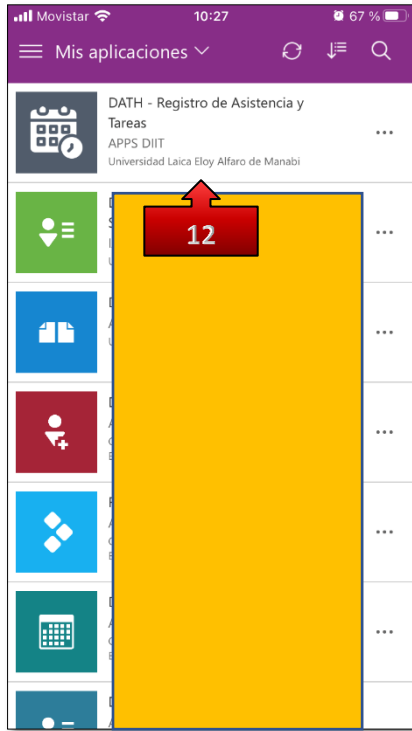 Movistar 10:27 67 %
Mis aplicaciones
DATH - Registro de Asistencia y
Tareas
APPS DIIT
Universidad Laica Eloy Alfaro de Manabi
12